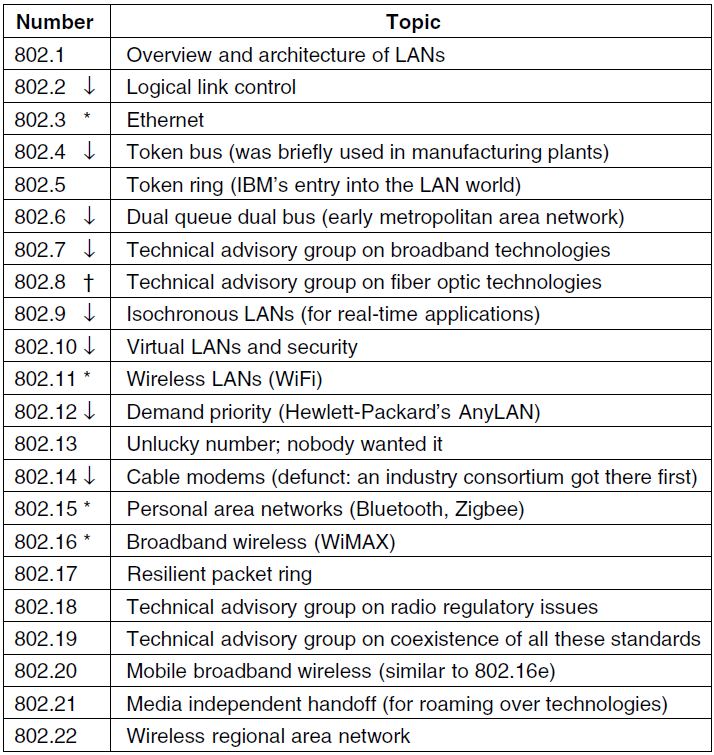 Number Topic
802.1 Overview and architecture of LANs
802.2 ↓ Logical link control
802.3 * Ethernet
802.4 ↓ Token bus (was briefly used in manufacturing plants)
802.5 Token ring (IBM's entry into the LAN world)
802.6 ↓ Dual queue dual bus (early metropolitan area network)
802.7 ↓ Technical advisory group on broadband technologies
802.8 † Technical advisory group on fiber optic technologies
802.9 ↓ Isochronous LANs (for real-time applications)
802.10 ↓ Virtual LANs and security
802.11 * Wireless LANs (WiFi)
802.12 ↓ Demand priority (Hewlett-Packard's AnyLAN)
802.13 Unlucky number; nobody wanted it
802.14 ↓ Cable modems (defunct: an industry consortium got there first)
802.15 * Personal area networks (Bluetooth, Zigbee)
802.16 * Broadband wireless (WiMAX)
802.17 Resilient packet ring
802.18 Technical advisory group on radio regulatory issues
802.19 Technical advisory group on coexistence of all these standards
802.20 Mobile broadband wireless (similar to 802.16e)
802.21 Media independent handoff (for roaming over technologies)
802.22 Wireless regional area network